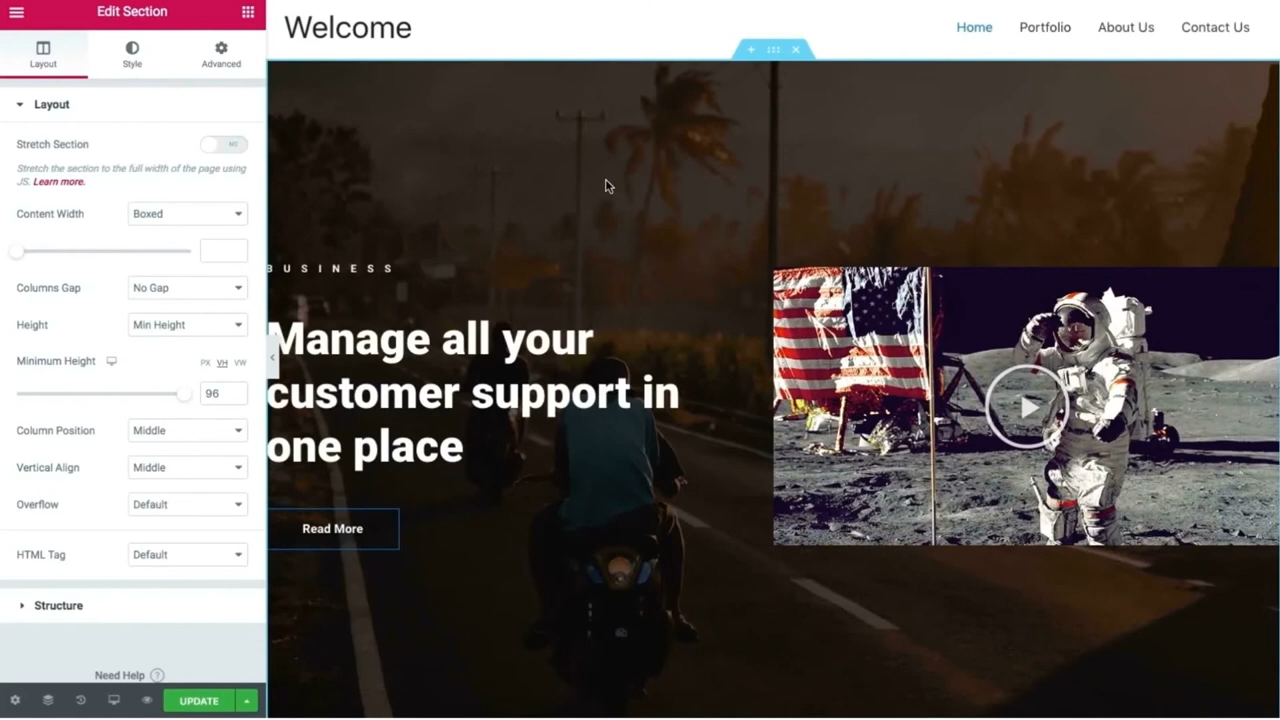 Edit Section
Layout
Style
Advanced
Layout
Stretch Section
NO
Stretch the section to the full width of the page using
JS. Learn more.
Content Width
Boxed
Columns Gap
No Gap
Height
Min Height
Minimum Height
PX VH VW
96
Column Position
Middle
Vertical Align
Middle
Overflow
Default
HTML Tag
Default
Structure
Need Help ?
UPDATE
Welcome
Home
Portfolio
About Us
Contact Us
BUSINESS
Manage all your
customer support in
one place
Read More